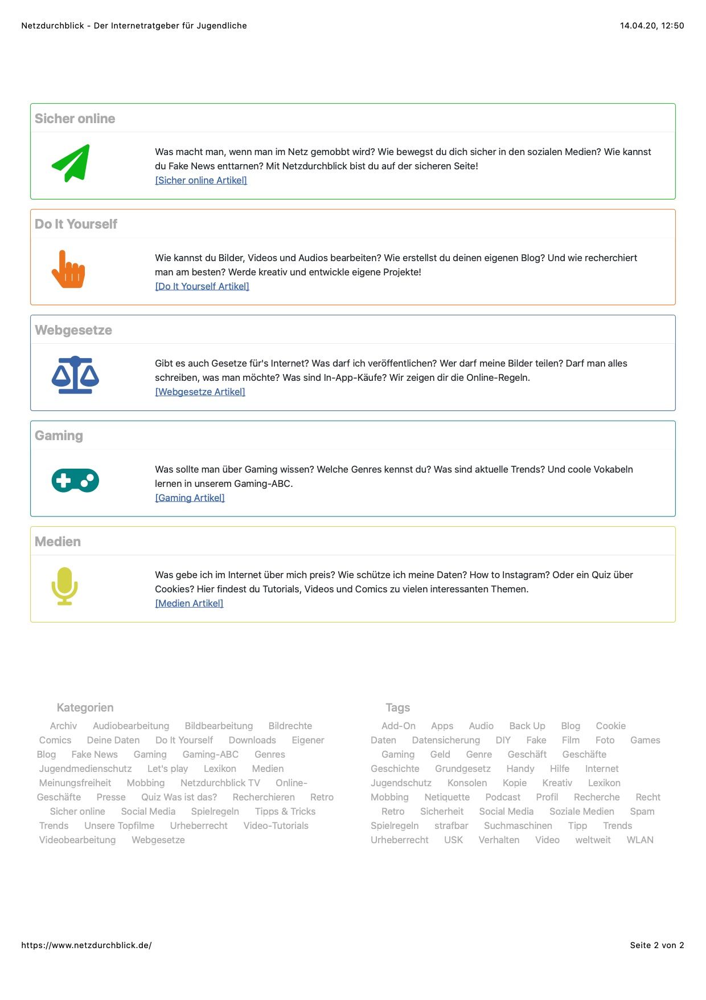 Netzdurchblick - Der Internetratgeber für Jugendliche 14.04.20, 12:50
Sicher online
Was macht man, wenn man im Netz gemobbt wird? Wie bewegst du dich sicher in den sozialen Medien? Wie kannst
du Fake News enttarnen? Mit Netzdurchblick bist du auf der sicheren Seite!
[Sicher online Artikel]
Do It Yourself
Wie kannst du Bilder, Videos und Audios bearbeiten? Wie erstellst du deinen eigenen Blog? Und wie recherchiert
man am besten? Werde kreativ und entwickle eigene Projekte!
[Do It Yourself Artikel]
Webgesetze
Gibt es auch Gesetze für's Internet? Was darf ich veröffentlichen? Wer darf meine Bilder teilen? Darf man alles
schreiben, was man möchte? Was sind In-App-Käufe? Wir zeigen dir die Online-Regeln.
[Webgesetze Artikel]
Gaming
Was sollte man über Gaming wissen? Welche Genres kennst du? Was sind aktuelle Trends? Und coole Vokabeln
lernen in unserem Gaming-ABC.
[Gaming Artikel]
Medien
Was gebe ich im Internet über mich preis? Wie schütze ich meine Daten? How to Instagram? Oder ein Quiz über
Cookies? Hier findest du Tutorials, Videos und Comics zu vielen interessanten Themen.
[Medien Artikel]
Kategorien
Archiv Audiobearbeitung Bildbearbeitung Bildrechte
Comics Deine Daten Do It Yourself Downloads Eigener
Blog Fake News Gaming Gaming-ABC Genres
Jugendmedienschutz Let's play Lexikon Medien
Meinungsfreiheit Mobbing Netzdurchblick TV Online-
Geschäfte Presse Quiz Was ist das? Recherchieren Retro
Sicher online Social Media Spielregeln Tipps & Tricks
Trends Unsere Topfilme Urheberrecht Video-Tutorials
Videobearbeitung Webgesetze
Tags
Add-On Apps Audio Back Up Blog Cookie
Daten Datensicherung DIY Fake Film Foto Games
Gaming Geld Genre Geschäft Geschäfte
Geschichte Grundgesetz Handy Hilfe Internet
Jugendschutz Konsolen Kopie Kreativ Lexikon
Mobbing Netiquette Podcast Profil Recherche Recht
Retro Sicherheit Social Media Soziale Medien Spam
Spielregeln strafbar Suchmaschinen Tipp Trends
Urheberrecht USK Verhalten Video weltweit WLAN
https://www.netzdurchblick.de/ Seite 2 von 2